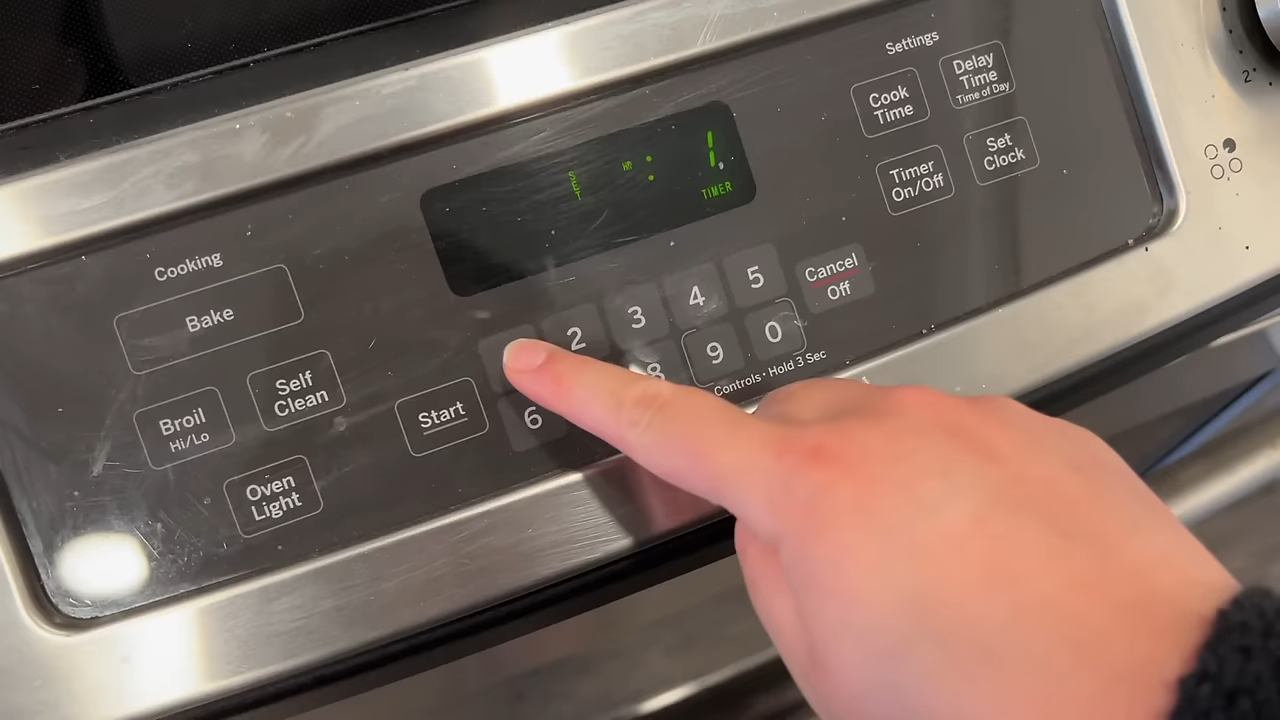 Settings
Cook
Time
Delay
Time
Time of Day
Timer
On/Off
Set
Clock
SET HR : 1
TIMER
Cooking
Bake
Broil
Hi/Lo
Self
Clean
Oven
Light
Start
2 3 4 5
6 8 9 0
Cancel
Off
Controls • Hold 3 Sec
2